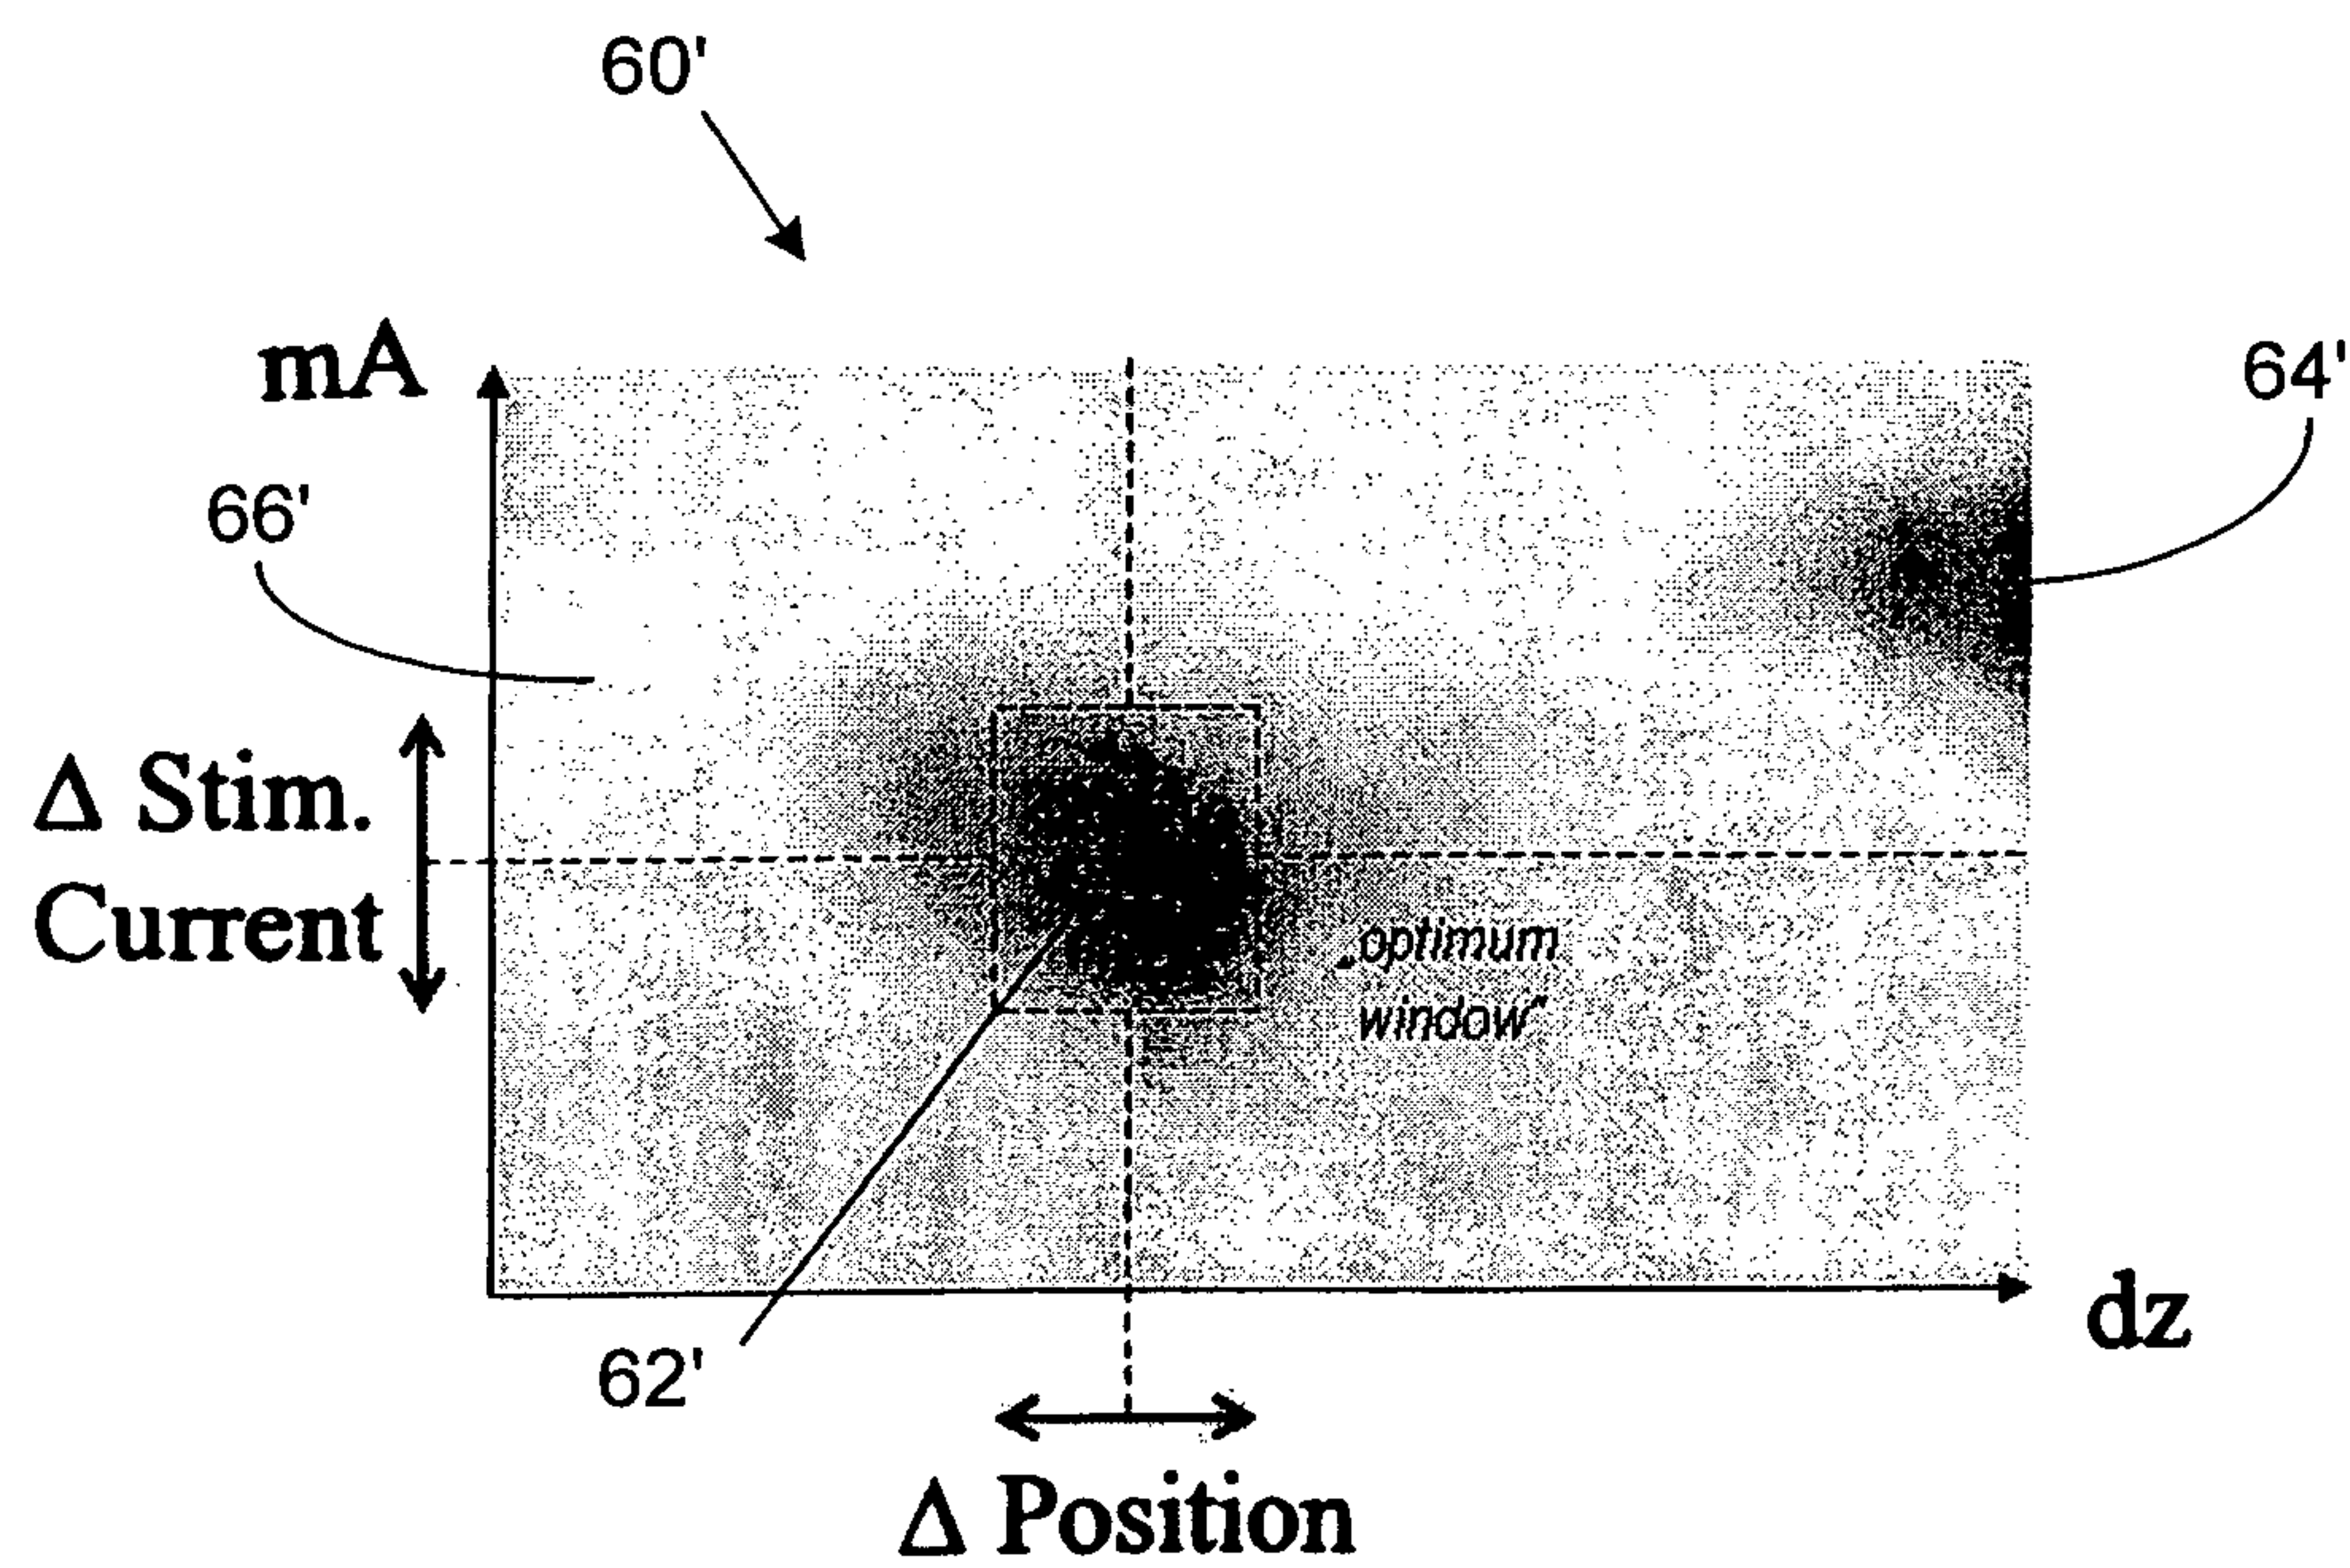 60'
mA
64'
66'
Δ Stim.
Current
„optimum
window"
dz
62'
Δ Position